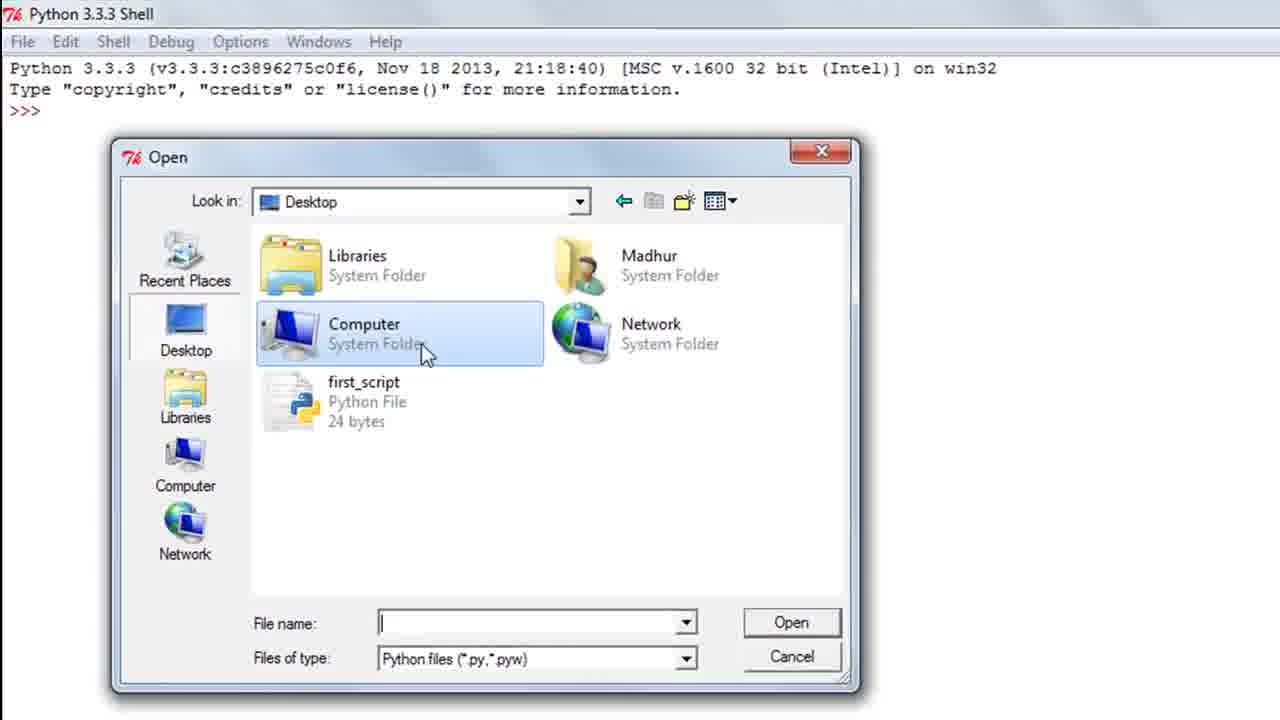 Python 3.3.3 Shell
File Edit Shell Debug Options Windows Help
Python 3.3.3 (v3.3.3:c3896275c0f6, Nov 18 2013, 21:18:40) [MSC v.1600 32 bit (Intel)] on win32
Type "copyright", "credits" or "license()" for more information.
>>>
Open
Look in: Desktop
Recent Places
Desktop
Libraries
Computer
Network
Libraries
System Folder
Madhur
System Folder
Computer
System Folder
Network
System Folder
first_script
Python File
24 bytes
File name:
Open
Files of type: Python files (*.py,*.pyw)
Cancel